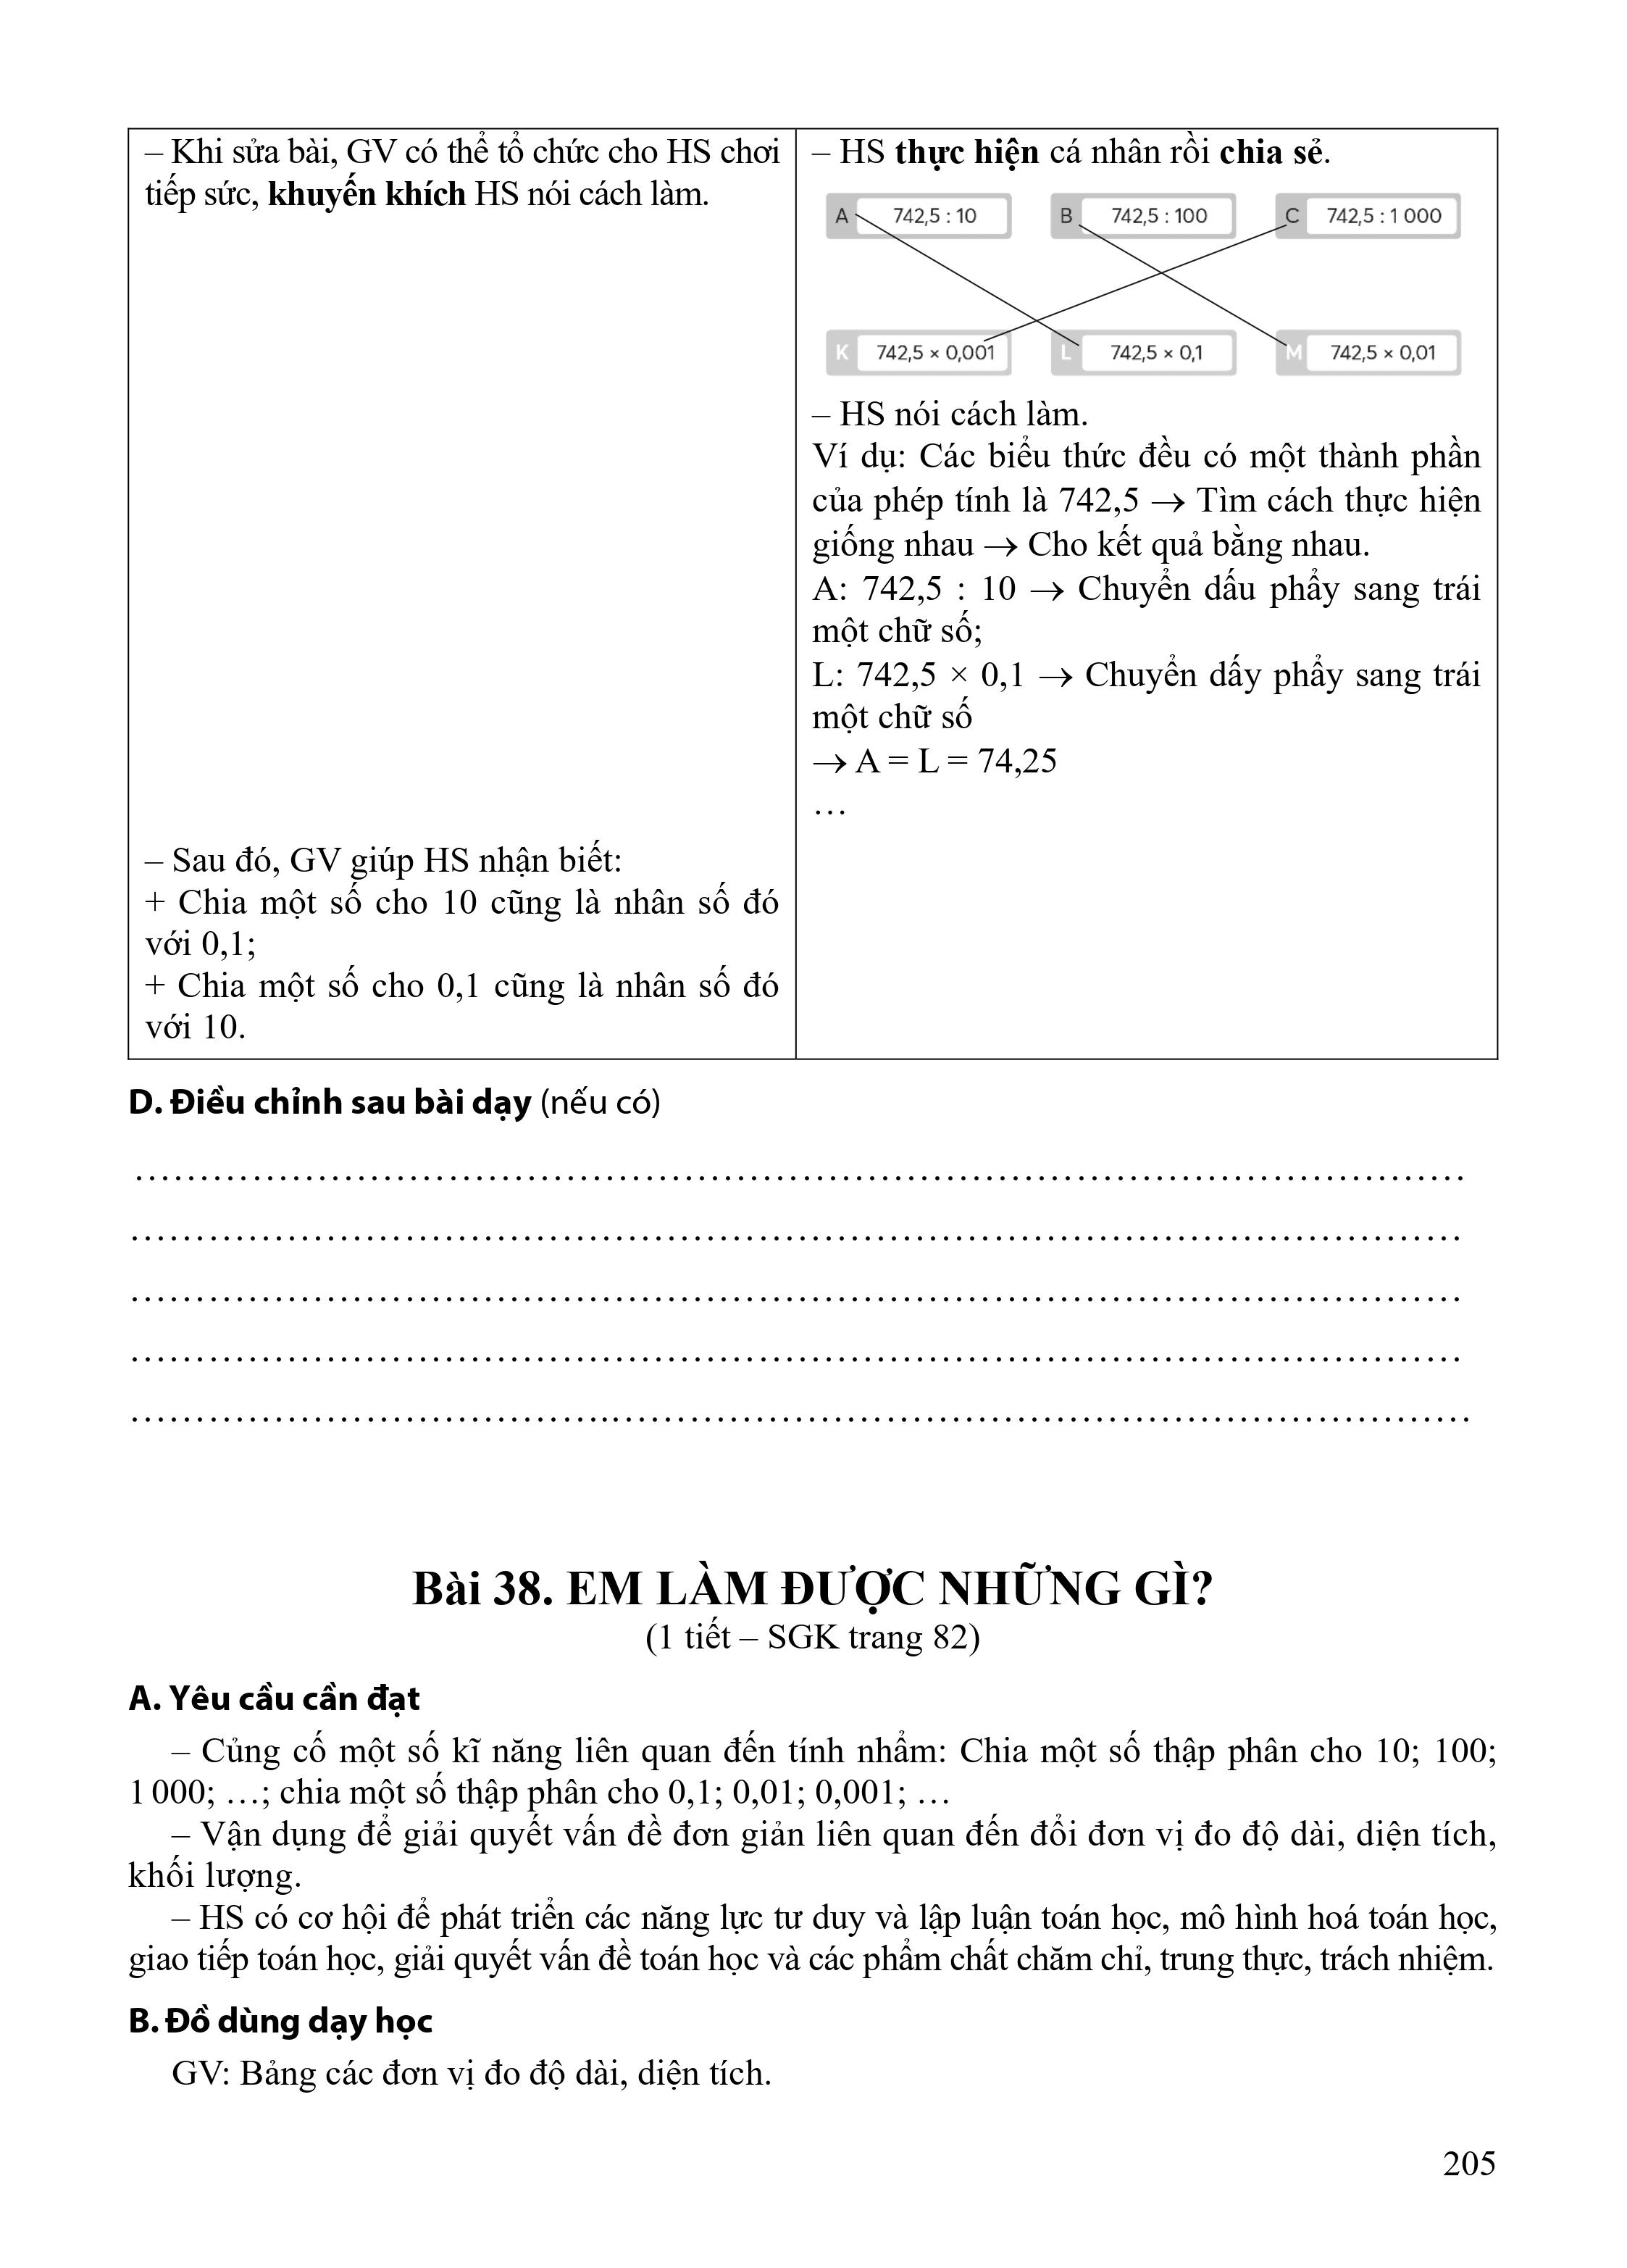 – Khi sửa bài, GV có thể tổ chức cho HS chơi
tiếp sức, khuyến khích HS nói cách làm.
– Sau đó, GV giúp HS nhận biết:
+ Chia một số cho 10 cũng là nhân số đó
với 0,1;
+ Chia một số cho 0,1 cũng là nhân số đó
với 10.
– HS thực hiện cá nhân rồi chia sẻ.
A 742,5 : 10 B 742,5 : 100 C 742,5 : 1 000
K 742,5 × 0,001 L 742,5 × 0,1 M 742,5 × 0,01
– HS nói cách làm.
Ví dụ: Các biểu thức đều có một thành phần
của phép tính là 742,5 → Tìm cách thực hiện
giống nhau → Cho kết quả bằng nhau.
A: 742,5 : 10 → Chuyển dấu phẩy sang trái
một chữ số;
L: 742,5 × 0,1 → Chuyển dấy phẩy sang trái
một chữ số
→ A = L = 74,25
…
D. Điều chỉnh sau bài dạy (nếu có)
Bài 38. EM LÀM ĐƯỢC NHỮNG GÌ?
(1 tiết – SGK trang 82)
A. Yêu cầu cần đạt
– Củng cố một số kĩ năng liên quan đến tính nhẩm: Chia một số thập phân cho 10; 100;
1 000; …; chia một số thập phân cho 0,1; 0,01; 0,001; …
– Vận dụng để giải quyết vấn đề đơn giản liên quan đến đổi đơn vị đo độ dài, diện tích,
khối lượng.
– HS có cơ hội để phát triển các năng lực tư duy và lập luận toán học, mô hình hoá toán học,
giao tiếp toán học, giải quyết vấn đề toán học và các phẩm chất chăm chỉ, trung thực, trách nhiệm.
B. Đồ dùng dạy học
GV: Bảng các đơn vị đo độ dài, diện tích.
205